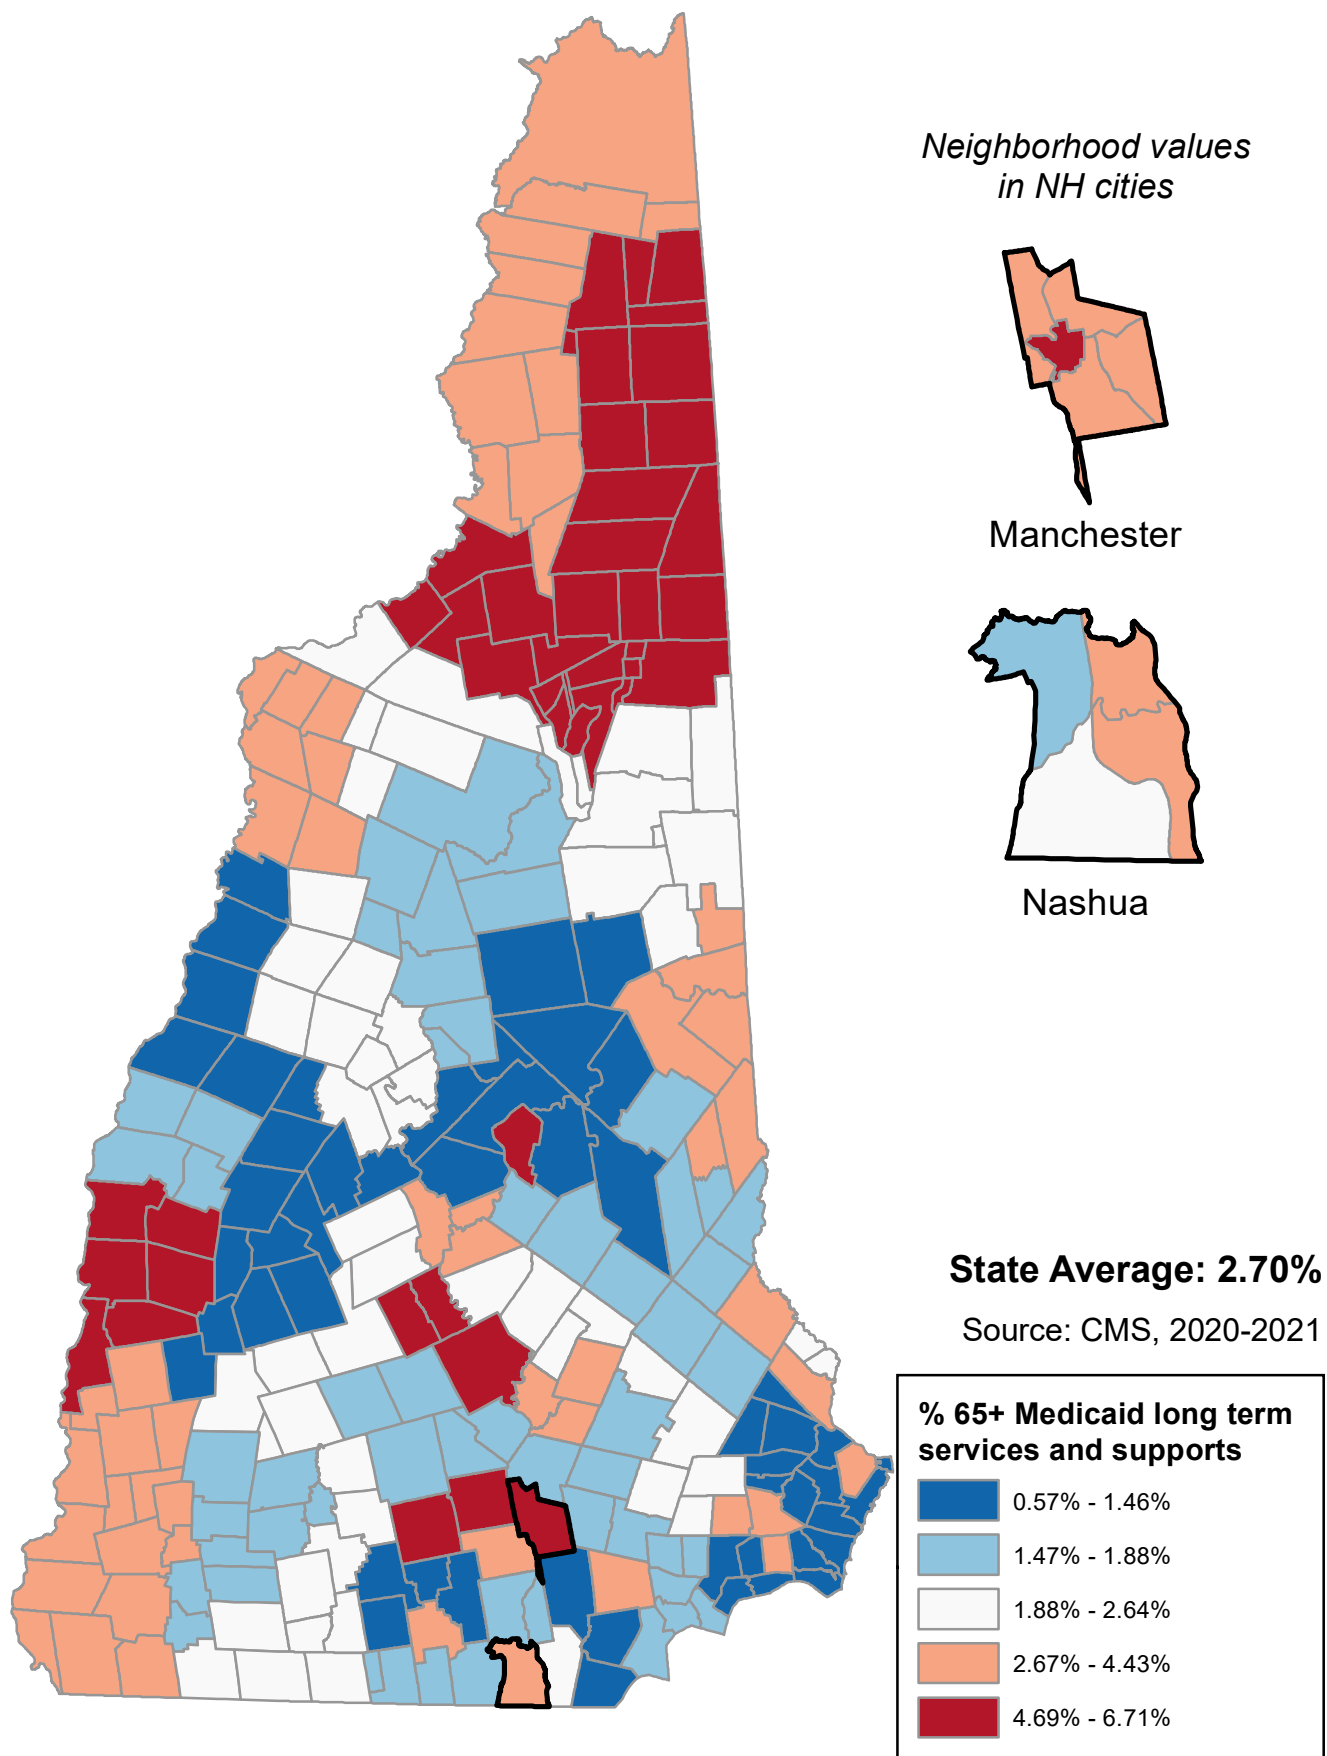 Neighborhood values
in NH cities
Manchester
Nashua
State Average: 2.70%
Source: CMS, 2020-2021
% 65+ Medicaid long term
services and supports
0.57% - 1.46%
1.47% - 1.88%
1.88% - 2.64%
2.67% - 4.43%
4.69% - 6.71%